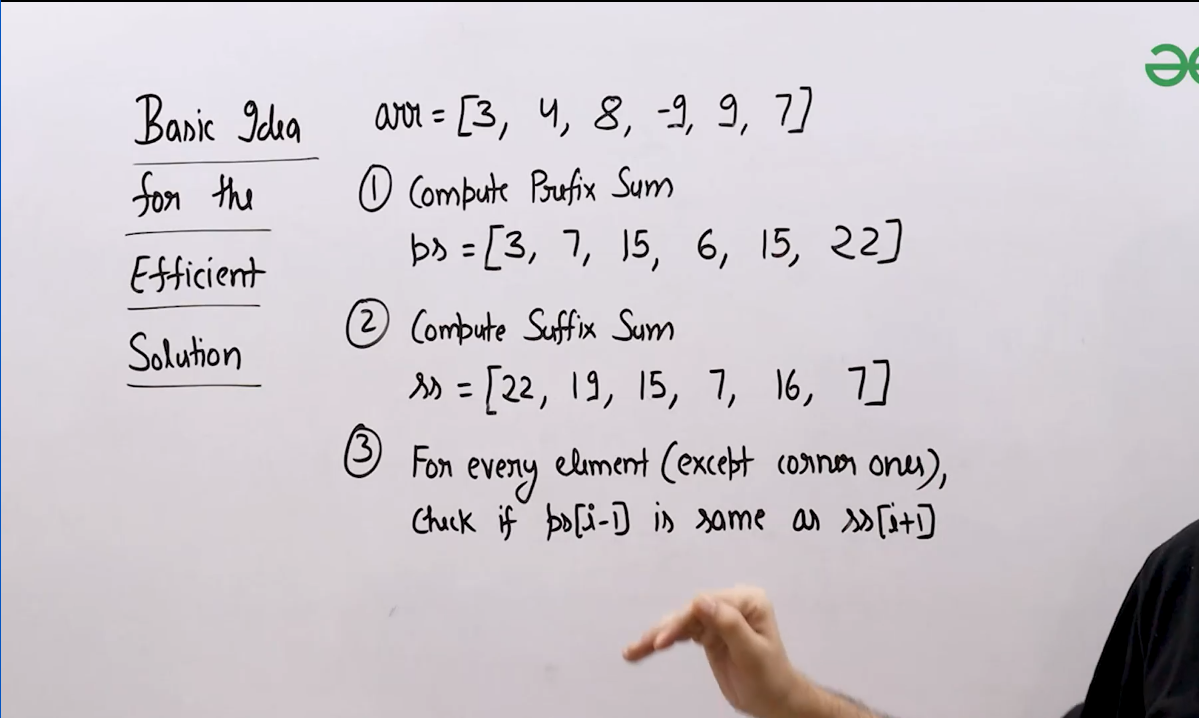 Basic Idea
for the
Efficient
Solution
arr = [3, 4, 8, -9, 9, 7]
① Compute Prefix Sum
ps = [3, 7, 15, 6, 15, 22]
② Compute Suffix Sum
ss = [22, 19, 15, 7, 16, 7]
③ For every element (except corner ones),
Check if ps[i-1] is same as ss[i+1]